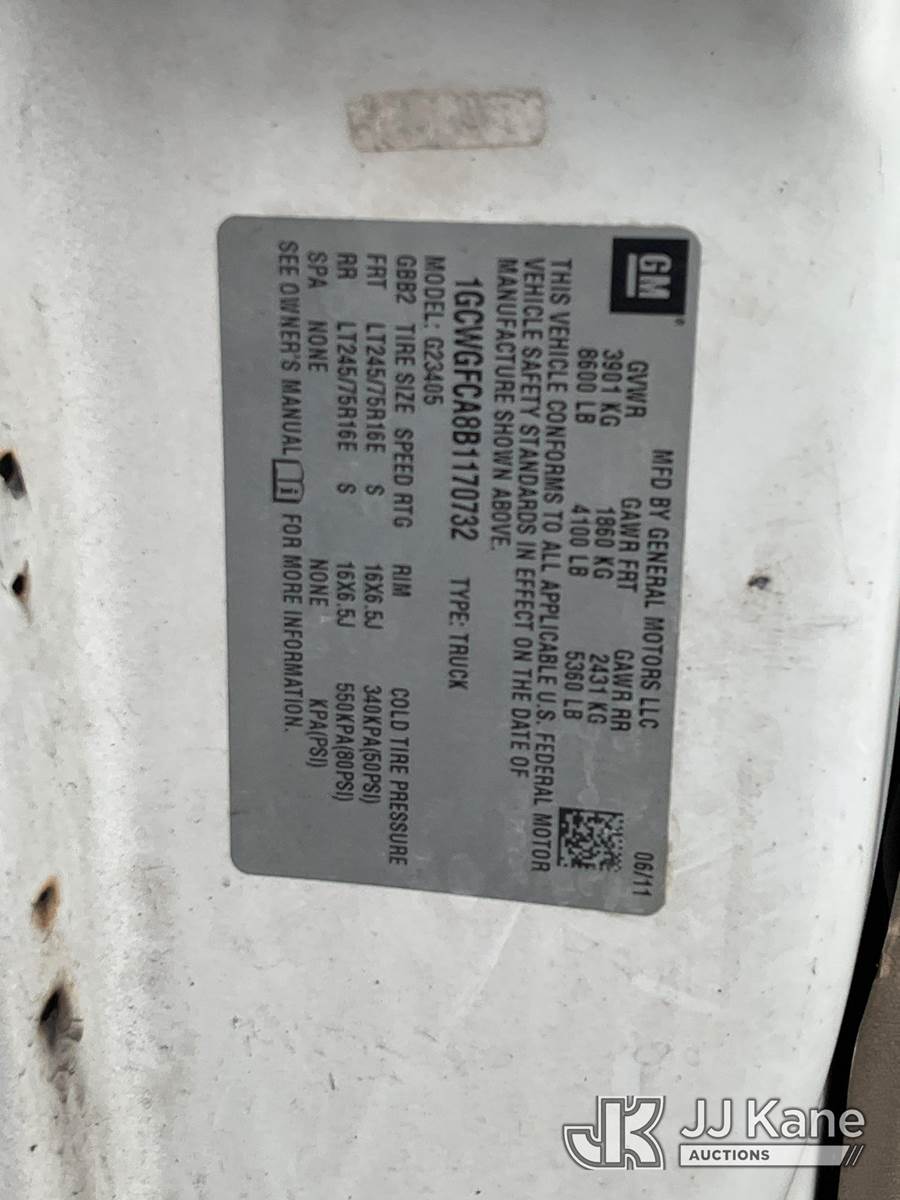 GM
MFD BY GENERAL MOTORS LLC 06/11
GVWR GAWR FRT GAWR RR
3901 KG 1860 KG 2431 KG
8600 LB 4100 LB 5360 LB
THIS VEHICLE CONFORMS TO ALL APPLICABLE U.S. FEDERAL MOTOR
VEHICLE SAFETY STANDARDS IN EFFECT ON THE DATE OF
MANUFACTURE SHOWN ABOVE.
1GCWGFCA8B1170732 TYPE: TRUCK
MODEL: G23405
GBB2 TIRE SIZE SPEED RTG RIM COLD TIRE PRESSURE
FRT LT245/75R16E S 16X6.5J 340KPA(50PSI)
RR LT245/75R16E S 16X6.5J 550KPA(80PSI)
SPA NONE NONE KPA(PSI)
SEE OWNER'S MANUAL FOR MORE INFORMATION.
JK JJ Kane
AUCTIONS